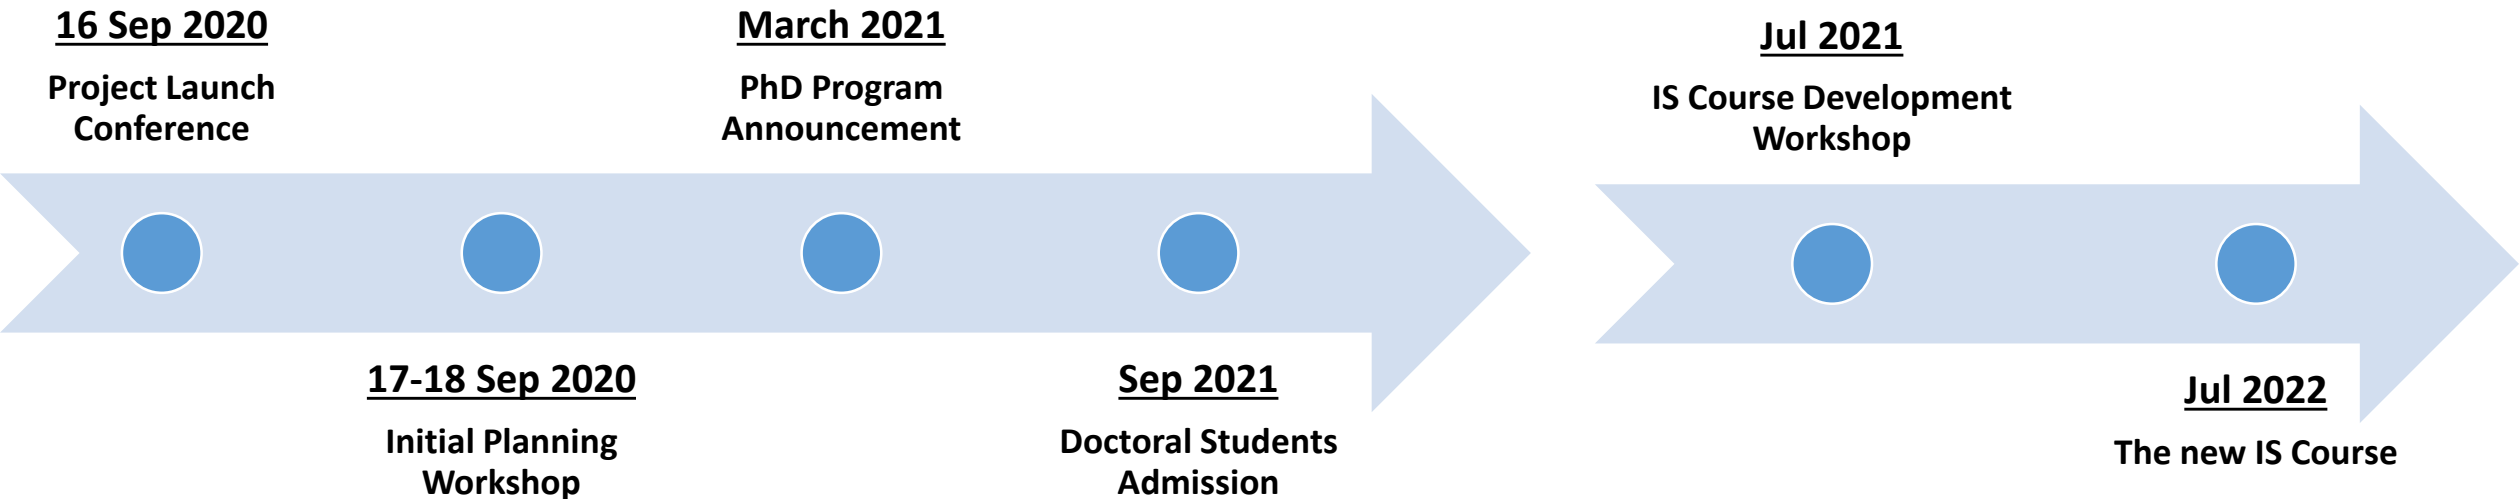 16 Sep 2020
Project Launch
Conference
17-18 Sep 2020
Initial Planning
Workshop
March 2021
PhD Program
Announcement
Sep 2021
Doctoral Students
Admission
Jul 2021
IS Course Development
Workshop
Jul 2022
The new IS Course